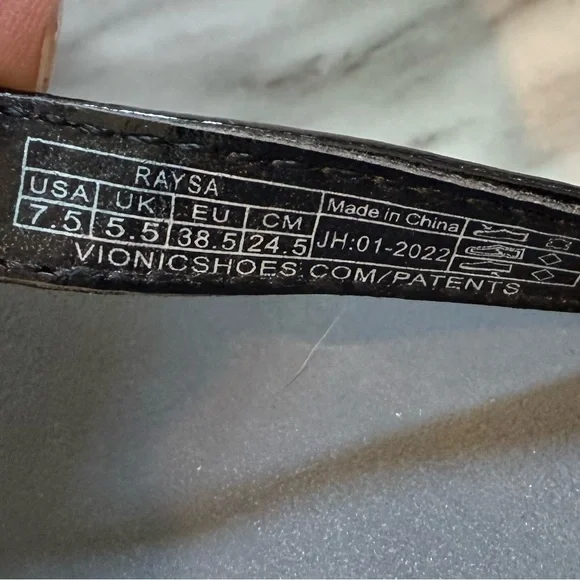 RAYSA
USA UK EU CM Made in China
7.5 5.5 38.5 24.5 JH:01-2022
VIONICSHOES.COM/PATENTS